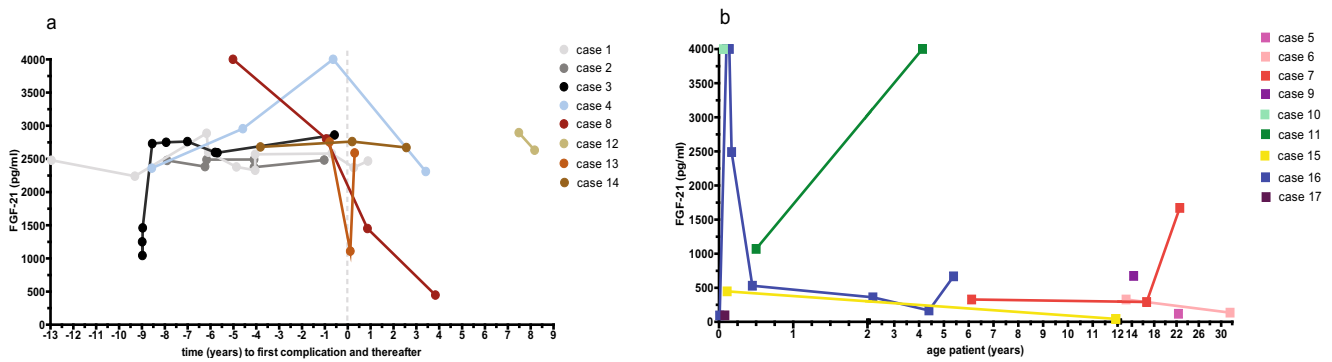 a
FGF-21 (pg/ml)
4000
3500
3000
2500
2000
1500
1000
500
0
-13 -12 -11 -10 -9 -8 -7 -6 -5 -4 -3 -2 -1 0 1 2 3 4 5 6 7 8 9
time (years) to first complication and thereafter
case 1
case 2
case 3
case 4
case 8
case 12
case 13
case 14
b
FGF-21 (pg/ml)
4000
3500
3000
2500
2000
1500
1000
500
0
0 1 2 3 4 5 6 7 8 9 10 11 12 14 18 22 26 30
age patient (years)
case 5
case 6
case 7
case 9
case 10
case 11
case 15
case 16
case 17